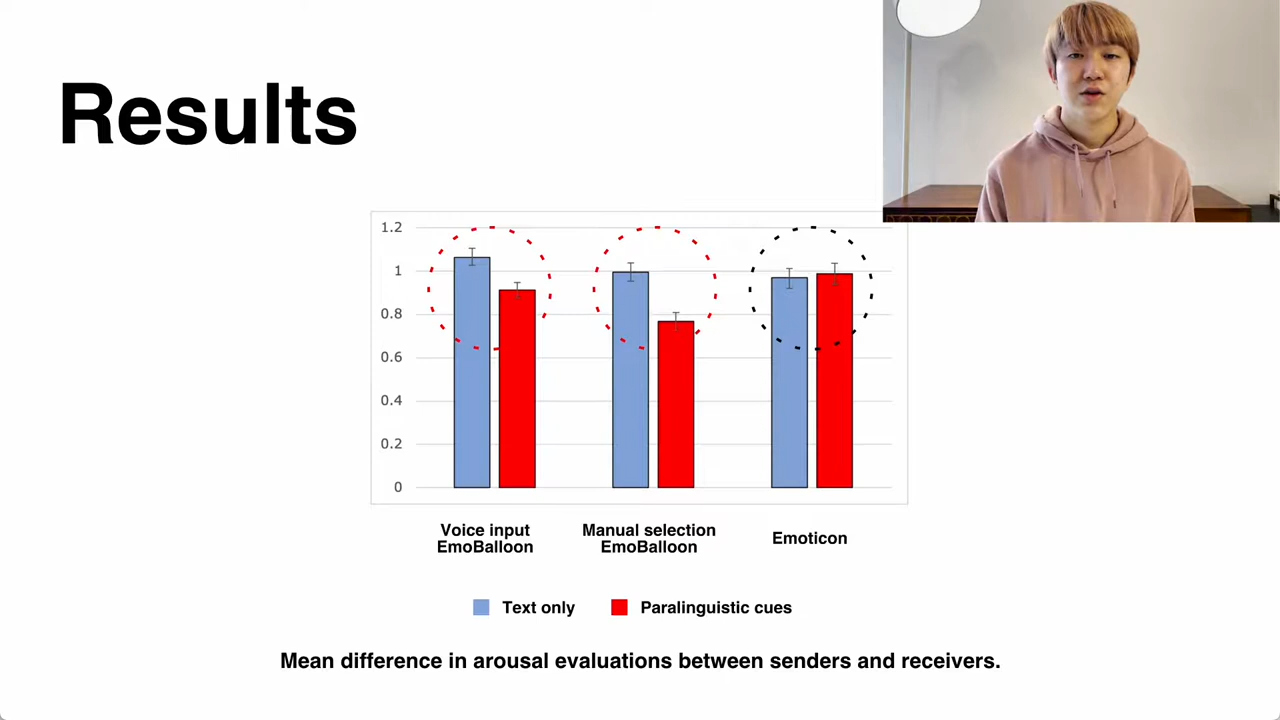 Results
1.2
1
0.8
0.6
0.4
0.2
0
Voice input
EmoBalloon
Manual selection
EmoBalloon
Emoticon
Text only
Paralinguistic cues
Mean difference in arousal evaluations between senders and receivers.